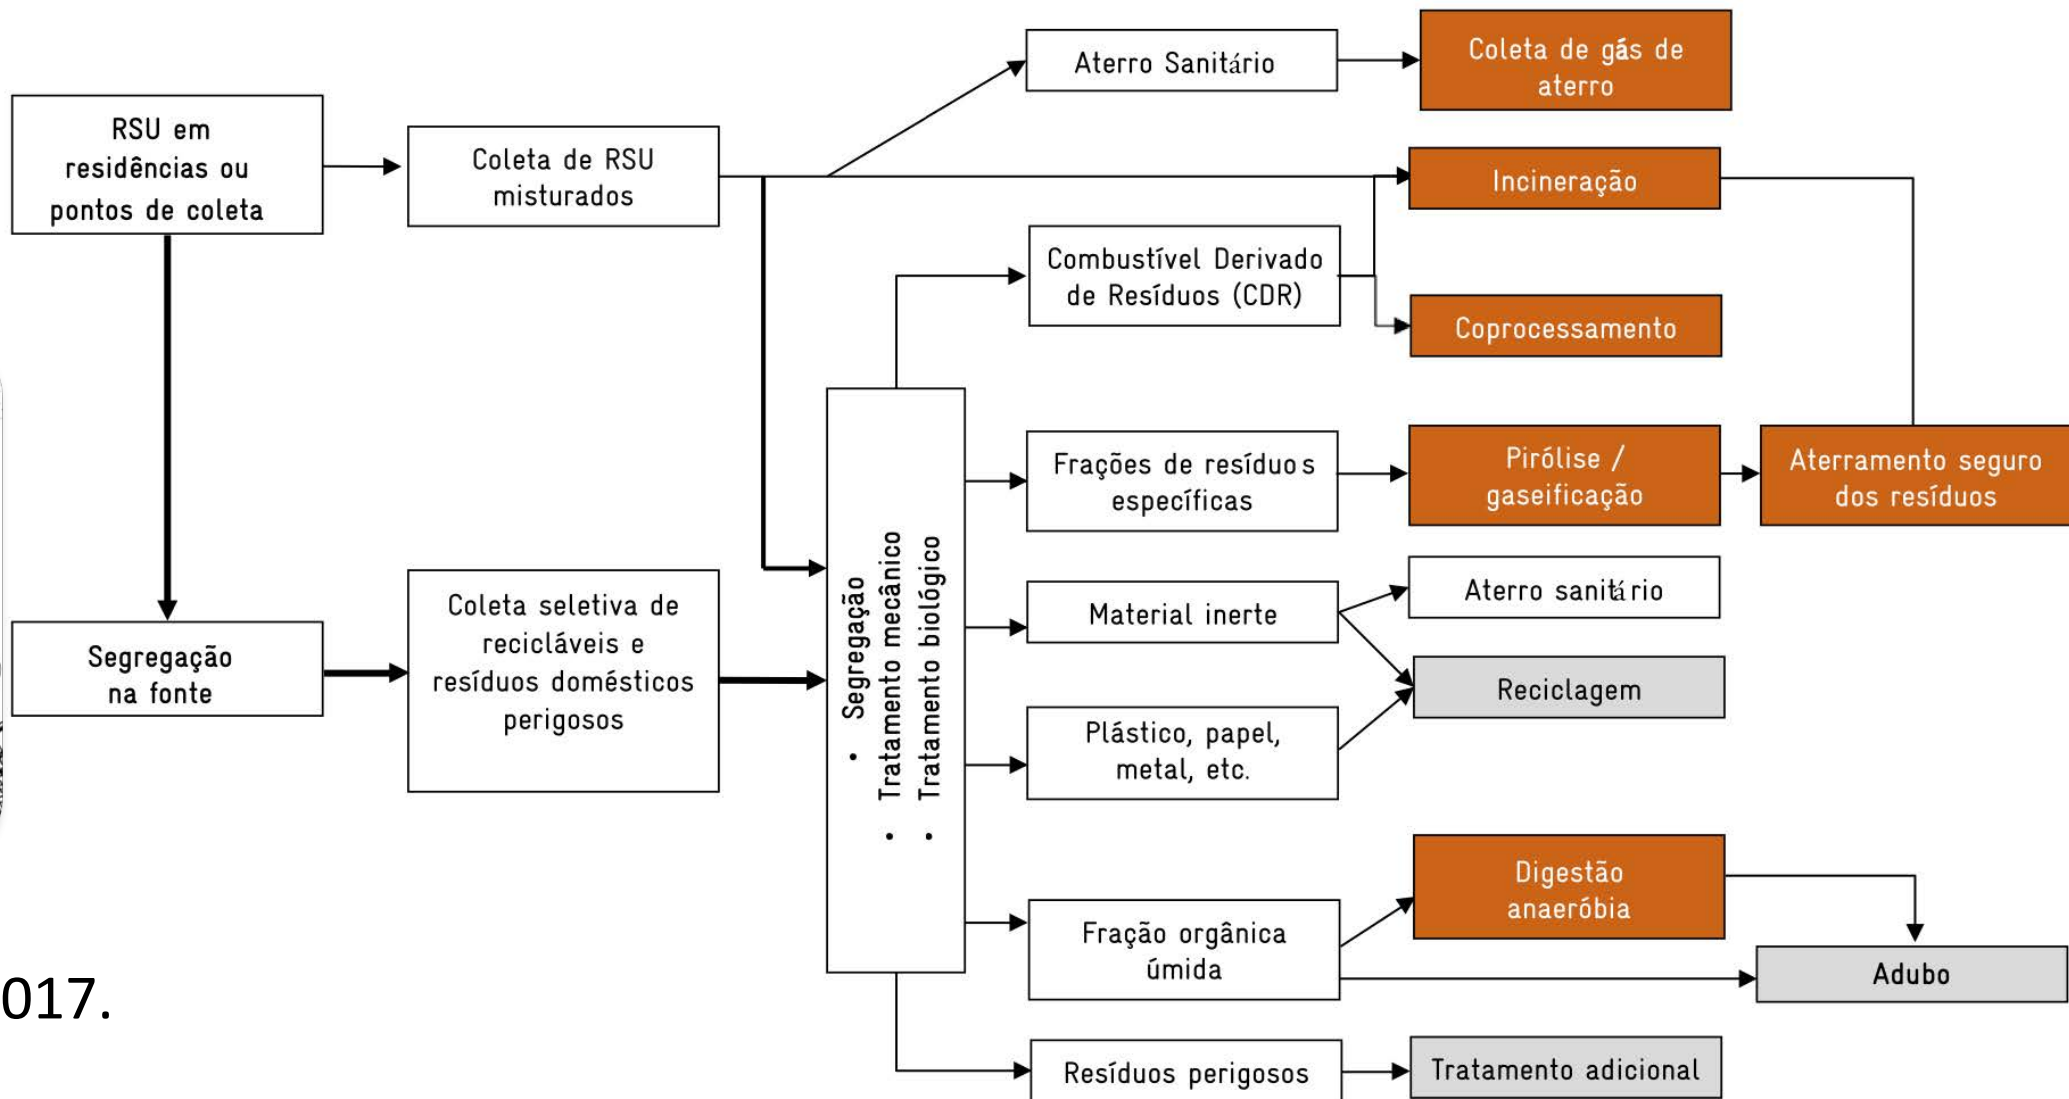 RSU em
residências ou
pontos de coleta
Coleta de RSU
misturados
Aterro Sanitário
Coleta de gás de
aterro
Incineração
Combustível Derivado
de Resíduos (CDR)
Coprocessamento
Segregação
na fonte
Coleta seletiva de
recicláveis e
resíduos domésticos
perigosos
• Segregação
• Tratamento mecânico
• Tratamento biológico
Frações de resíduos
específicas
Pirólise /
gaseificação
Aterramento seguro
dos resíduos
Material inerte
Aterro sanitário
Reciclagem
Plástico, papel,
metal, etc.
Fração orgânica
úmida
Digestão
anaeróbia
Adubo
Resíduos perigosos
Tratamento adicional
017.